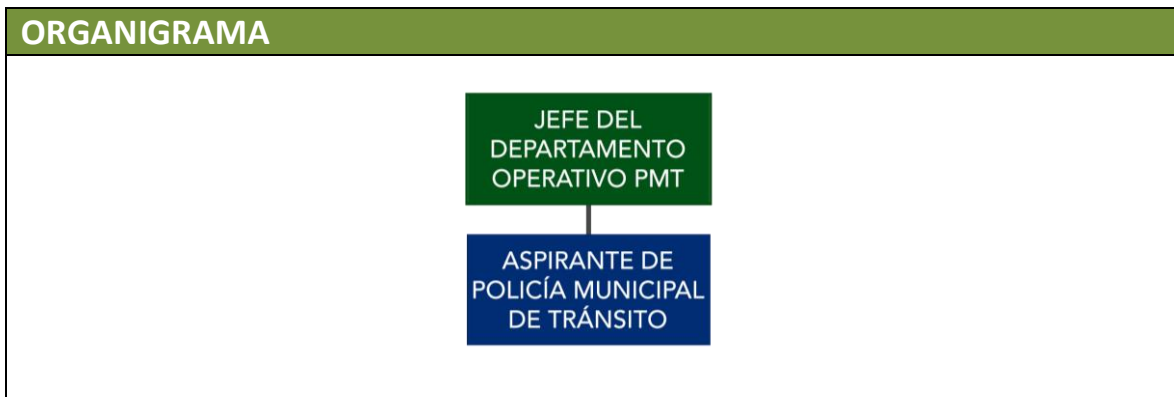 ORGANIGRAMA
JEFE DEL
DEPARTAMENTO
OPERATIVO PMT
ASPIRANTE DE
POLICÍA MUNICIPAL
DE TRÁNSITO